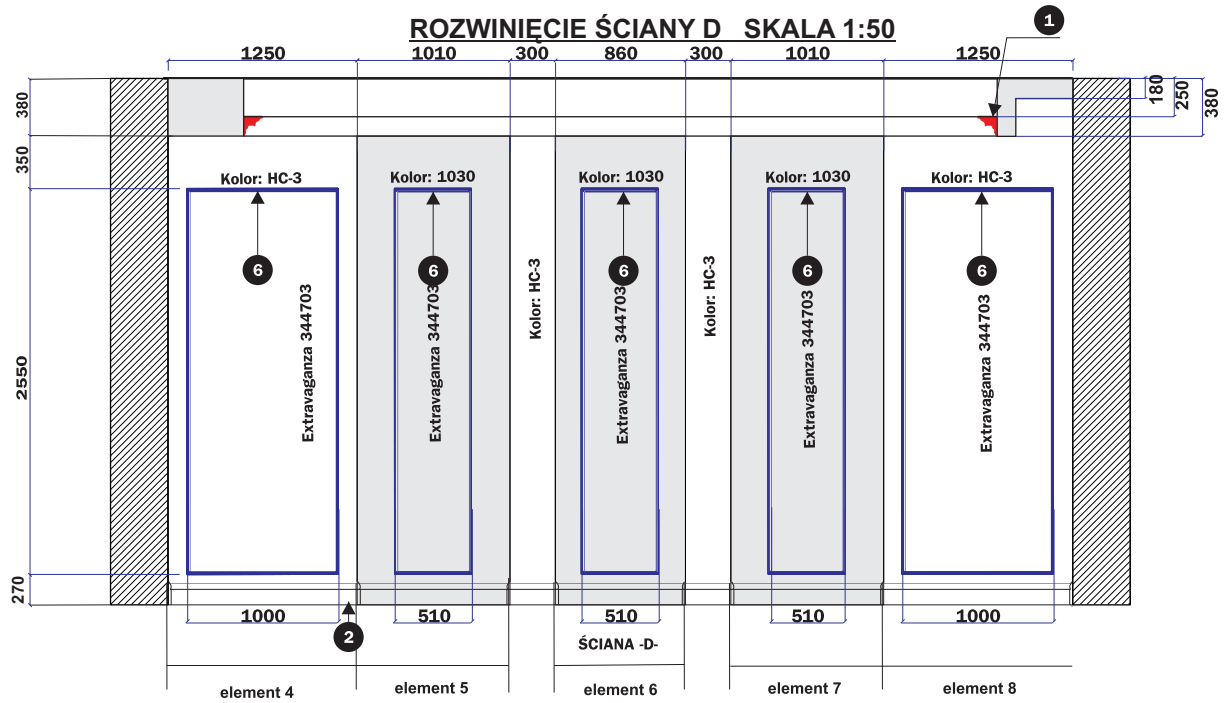 ROZWINIĘCIE ŚCIANY D SKALA 1:50
1
1250 1010 300 860 300 1010 1250
380
180
250
380
350
Kolor: HC-3 Kolor: 1030 Kolor: 1030 Kolor: 1030 Kolor: HC-3
6 6 6 6 6
Kolor: HC-3
Kolor: HC-3
Extravaganza 344703
Extravaganza 344703
Extravaganza 344703
Extravaganza 344703
Extravaganza 344703
2550
270
1000 510 510 510 1000
2
ŚCIANA -D-
element 4 element 5 element 6 element 7 element 8